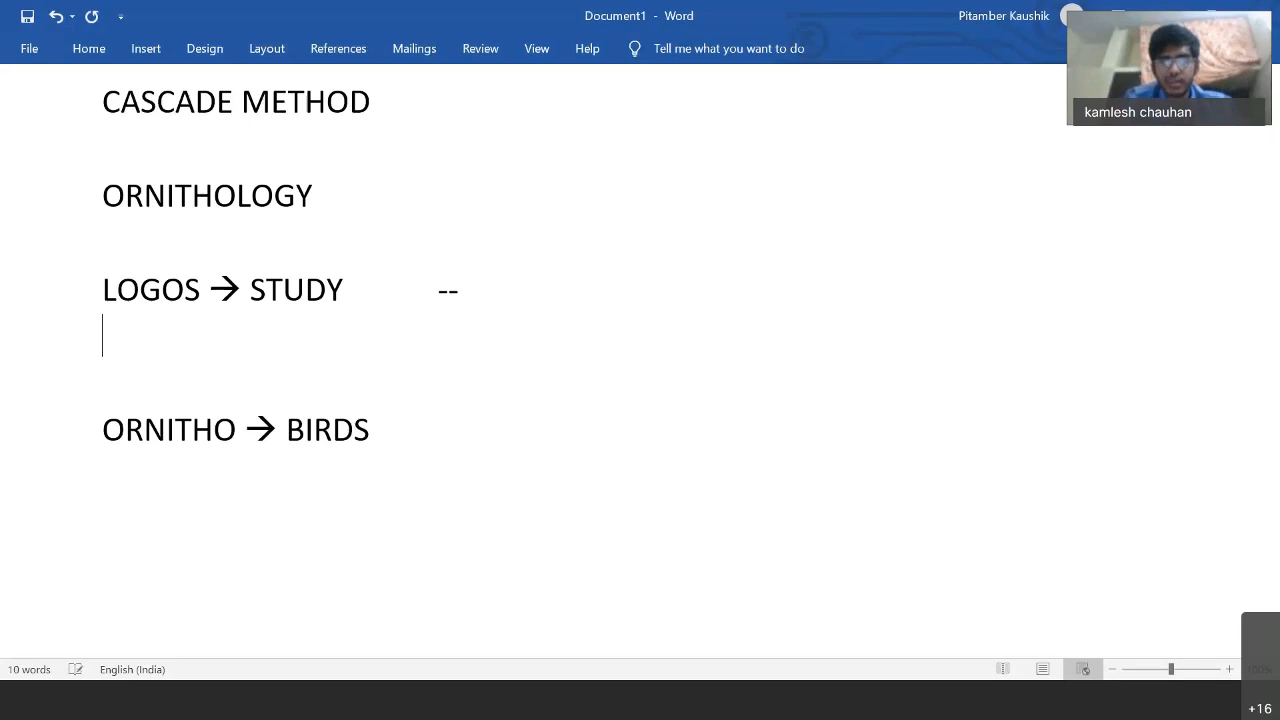 Document1 - Word
Pitamber Kaushik
File Home Insert Design Layout References Mailings Review View Help Tell me what you want to do
kamlesh chauhan
CASCADE METHOD
ORNITHOLOGY
LOGOS → STUDY --
ORNITHO → BIRDS
10 words English (India)
100%
+16